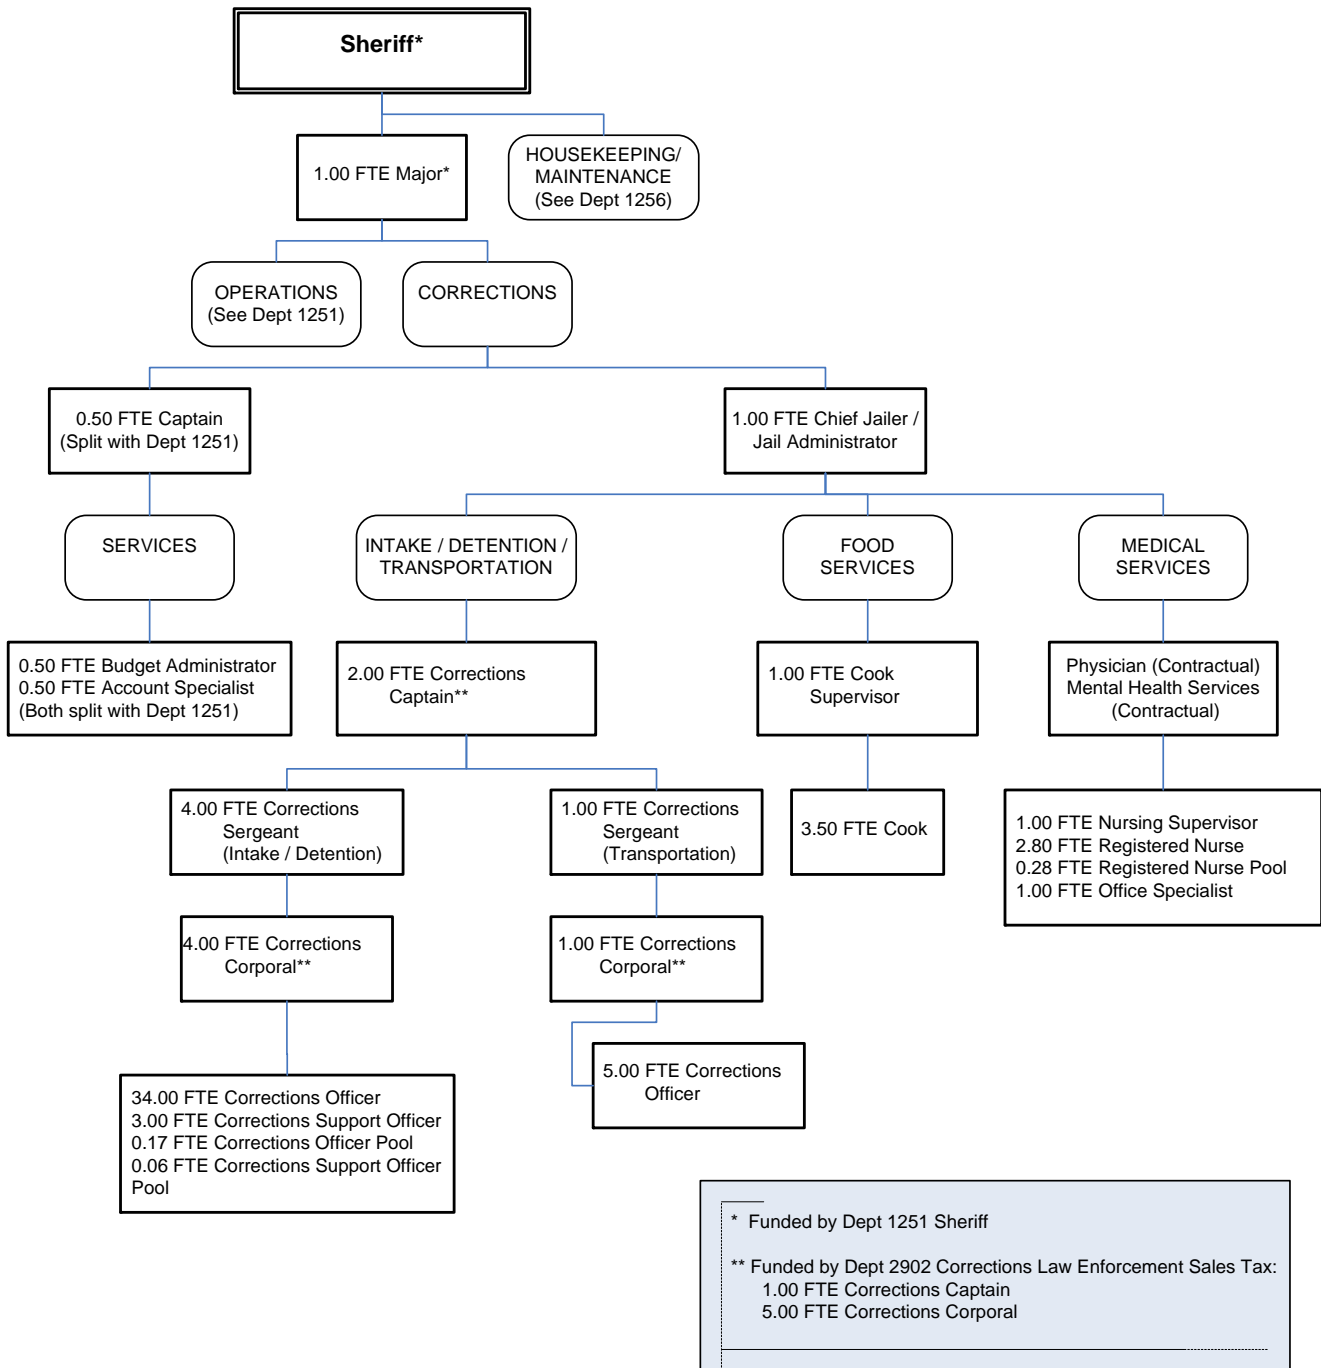 Sheriff*
1.00 FTE Major*
HOUSEKEEPING/
MAINTENANCE
(See Dept 1256)
OPERATIONS
(See Dept 1251)
CORRECTIONS
0.50 FTE Captain
(Split with Dept 1251)
1.00 FTE Chief Jailer /
Jail Administrator
SERVICES
INTAKE / DETENTION /
TRANSPORTATION
FOOD
SERVICES
MEDICAL
SERVICES
0.50 FTE Budget Administrator
0.50 FTE Account Specialist
(Both split with Dept 1251)
2.00 FTE Corrections
Captain**
1.00 FTE Cook
Supervisor
Physician (Contractual)
Mental Health Services
(Contractual)
4.00 FTE Corrections
Sergeant
(Intake / Detention)
1.00 FTE Corrections
Sergeant
(Transportation)
3.50 FTE Cook
1.00 FTE Nursing Supervisor
2.80 FTE Registered Nurse
0.28 FTE Registered Nurse Pool
1.00 FTE Office Specialist
4.00 FTE Corrections
Corporal**
1.00 FTE Corrections
Corporal**
5.00 FTE Corrections
Officer
34.00 FTE Corrections Officer
3.00 FTE Corrections Support Officer
0.17 FTE Corrections Officer Pool
0.06 FTE Corrections Support Officer
Pool
* Funded by Dept 1251 Sheriff
** Funded by Dept 2902 Corrections Law Enforcement Sales Tax:
1.00 FTE Corrections Captain
5.00 FTE Corrections Corporal